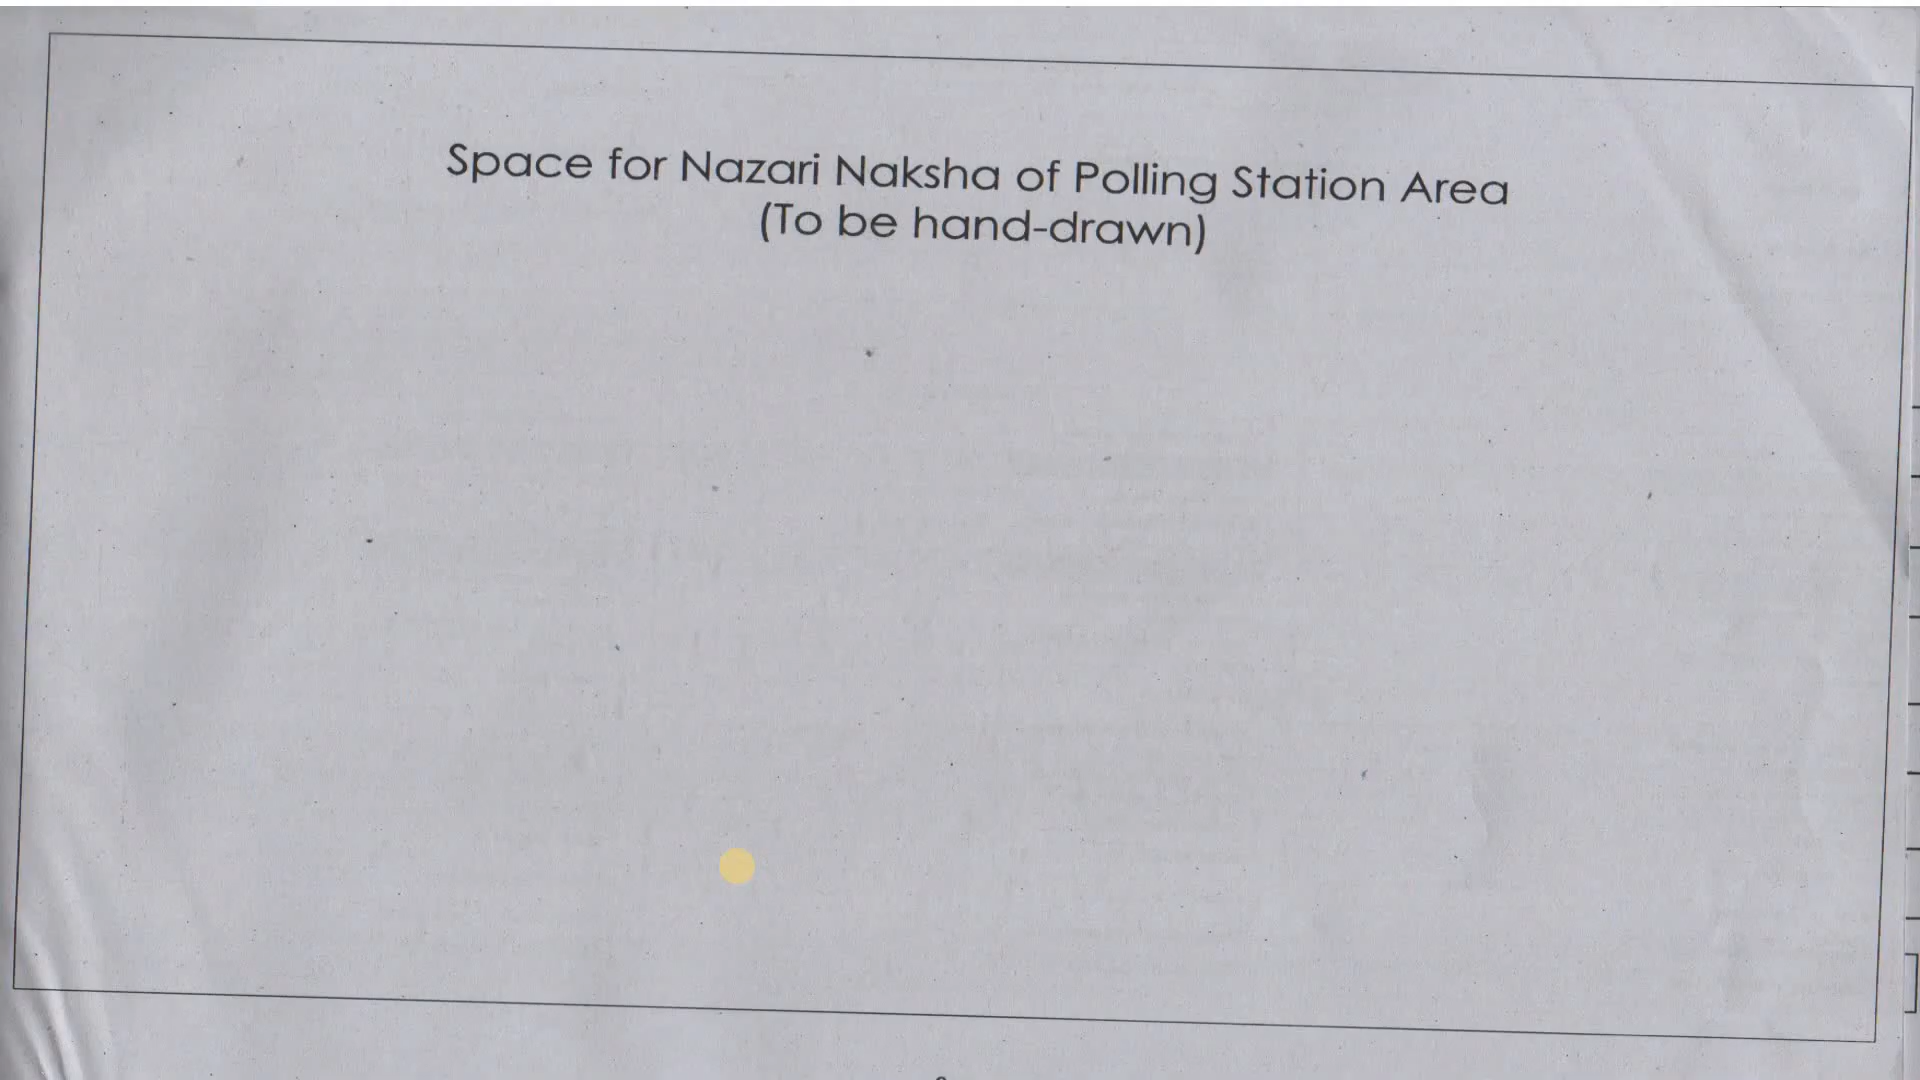 Space for Nazari Naksha of Polling Station Area
(To be hand-drawn)